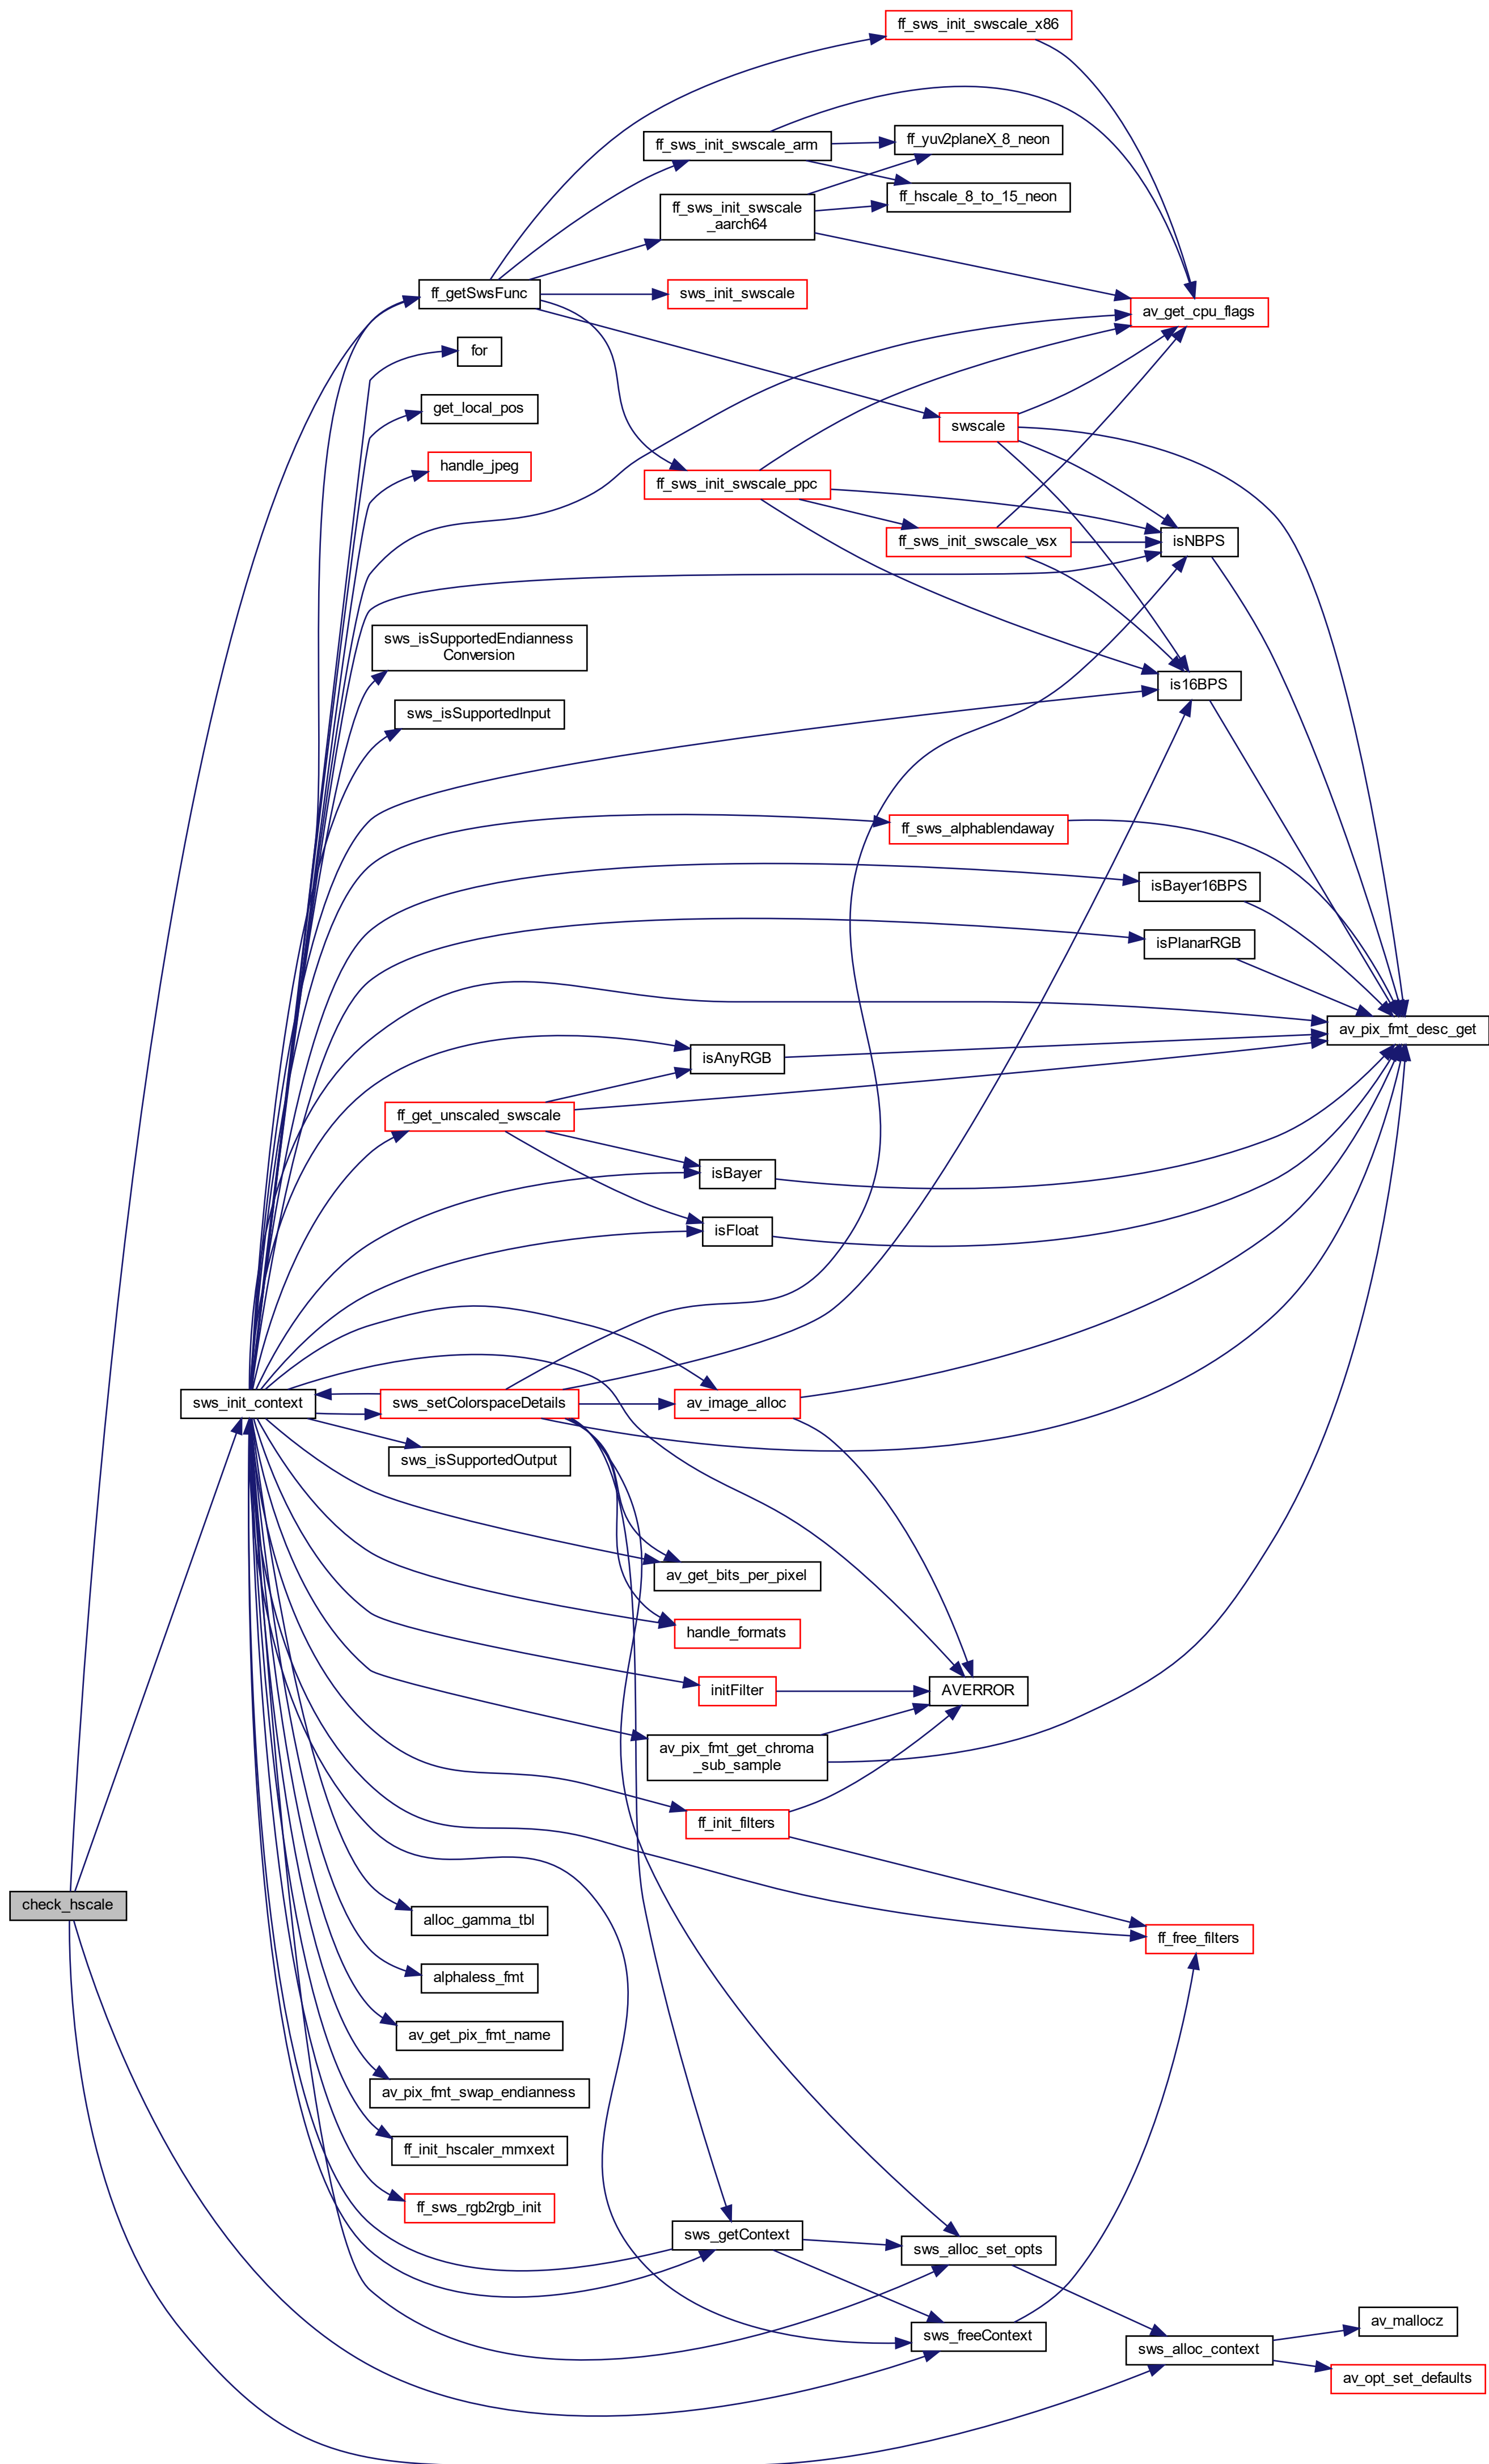 ff_sws_init_swscale_x86
ff_sws_init_swscale_arm
ff_yuv2planeX_8_neon
ff_hscale_8_to_15_neon
ff_sws_init_swscale
_aarch64
ff_getSwsFunc
sws_init_swscale
av_get_cpu_flags
for
get_local_pos
swscale
handle_jpeg
ff_sws_init_swscale_ppc
ff_sws_init_swscale_vsx
isNBPS
sws_isSupportedEndianness
Conversion
is16BPS
sws_isSupportedInput
ff_sws_alphablendaway
isBayer16BPS
isPlanarRGB
av_pix_fmt_desc_get
isAnyRGB
ff_get_unscaled_swscale
isBayer
isFloat
sws_init_context
sws_setColorspaceDetails
av_image_alloc
sws_isSupportedOutput
av_get_bits_per_pixel
handle_formats
initFilter
AVERROR
av_pix_fmt_get_chroma
_sub_sample
ff_init_filters
check_hscale
alloc_gamma_tbl
ff_free_filters
alphaless_fmt
av_get_pix_fmt_name
av_pix_fmt_swap_endianness
ff_init_hscaler_mmxext
ff_sws_rgb2rgb_init
sws_getContext
sws_alloc_set_opts
sws_freeContext
av_mallocz
sws_alloc_context
av_opt_set_defaults